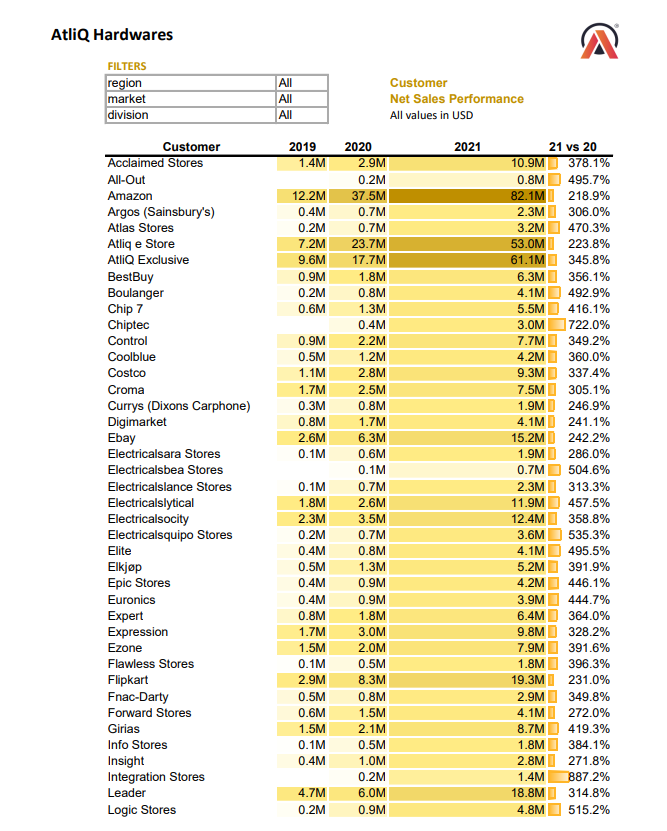 AtliQ Hardwares
FILTERS
region All
market All
division All
Customer
Net Sales Performance
All values in USD
Customer 2019 2020 2021 21 vs 20
Acclaimed Stores 1.4M 2.9M 10.9M 378.1%
All-Out 0.2M 0.8M 495.7%
Amazon 12.2M 37.5M 82.1M 218.9%
Argos (Sainsbury's) 0.4M 0.7M 2.3M 306.0%
Atlas Stores 0.2M 0.7M 3.2M 470.3%
Atliq e Store 7.2M 23.7M 53.0M 223.8%
AtliQ Exclusive 9.6M 17.7M 61.1M 345.8%
BestBuy 0.9M 1.8M 6.3M 356.1%
Boulanger 0.2M 0.8M 4.1M 492.9%
Chip 7 0.6M 1.3M 5.5M 416.1%
Chiptec 0.4M 3.0M 722.0%
Control 0.9M 2.2M 7.7M 349.2%
Coolblue 0.5M 1.2M 4.2M 360.0%
Costco 1.1M 2.8M 9.3M 337.4%
Croma 1.7M 2.5M 7.5M 305.1%
Currys (Dixons Carphone) 0.3M 0.8M 1.9M 246.9%
Digimarket 0.8M 1.7M 4.1M 241.1%
Ebay 2.6M 6.3M 15.2M 242.2%
Electricalsara Stores 0.1M 0.6M 1.9M 286.0%
Electricalsbea Stores 0.1M 0.7M 504.6%
Electricalslance Stores 0.1M 0.7M 2.3M 313.3%
Electricalslytical 1.8M 2.6M 11.9M 457.5%
Electricalsocity 2.3M 3.5M 12.4M 358.8%
Electricalsquipo Stores 0.2M 0.7M 3.6M 535.3%
Elite 0.4M 0.8M 4.1M 495.5%
Elkjøp 0.5M 1.3M 5.2M 391.9%
Epic Stores 0.4M 0.9M 4.2M 446.1%
Euronics 0.4M 0.9M 3.9M 444.7%
Expert 0.8M 1.8M 6.4M 364.0%
Expression 1.7M 3.0M 9.8M 328.2%
Ezone 1.5M 2.0M 7.9M 391.6%
Flawless Stores 0.1M 0.5M 1.8M 396.3%
Flipkart 2.9M 8.3M 19.3M 231.0%
Fnac-Darty 0.5M 0.8M 2.9M 349.8%
Forward Stores 0.6M 1.5M 4.1M 272.0%
Girias 1.5M 2.1M 8.7M 419.3%
Info Stores 0.1M 0.5M 1.8M 384.1%
Insight 0.4M 1.0M 2.8M 271.8%
Integration Stores 0.2M 1.4M 887.2%
Leader 4.7M 6.0M 18.8M 314.8%
Logic Stores 0.2M 0.9M 4.8M 515.2%